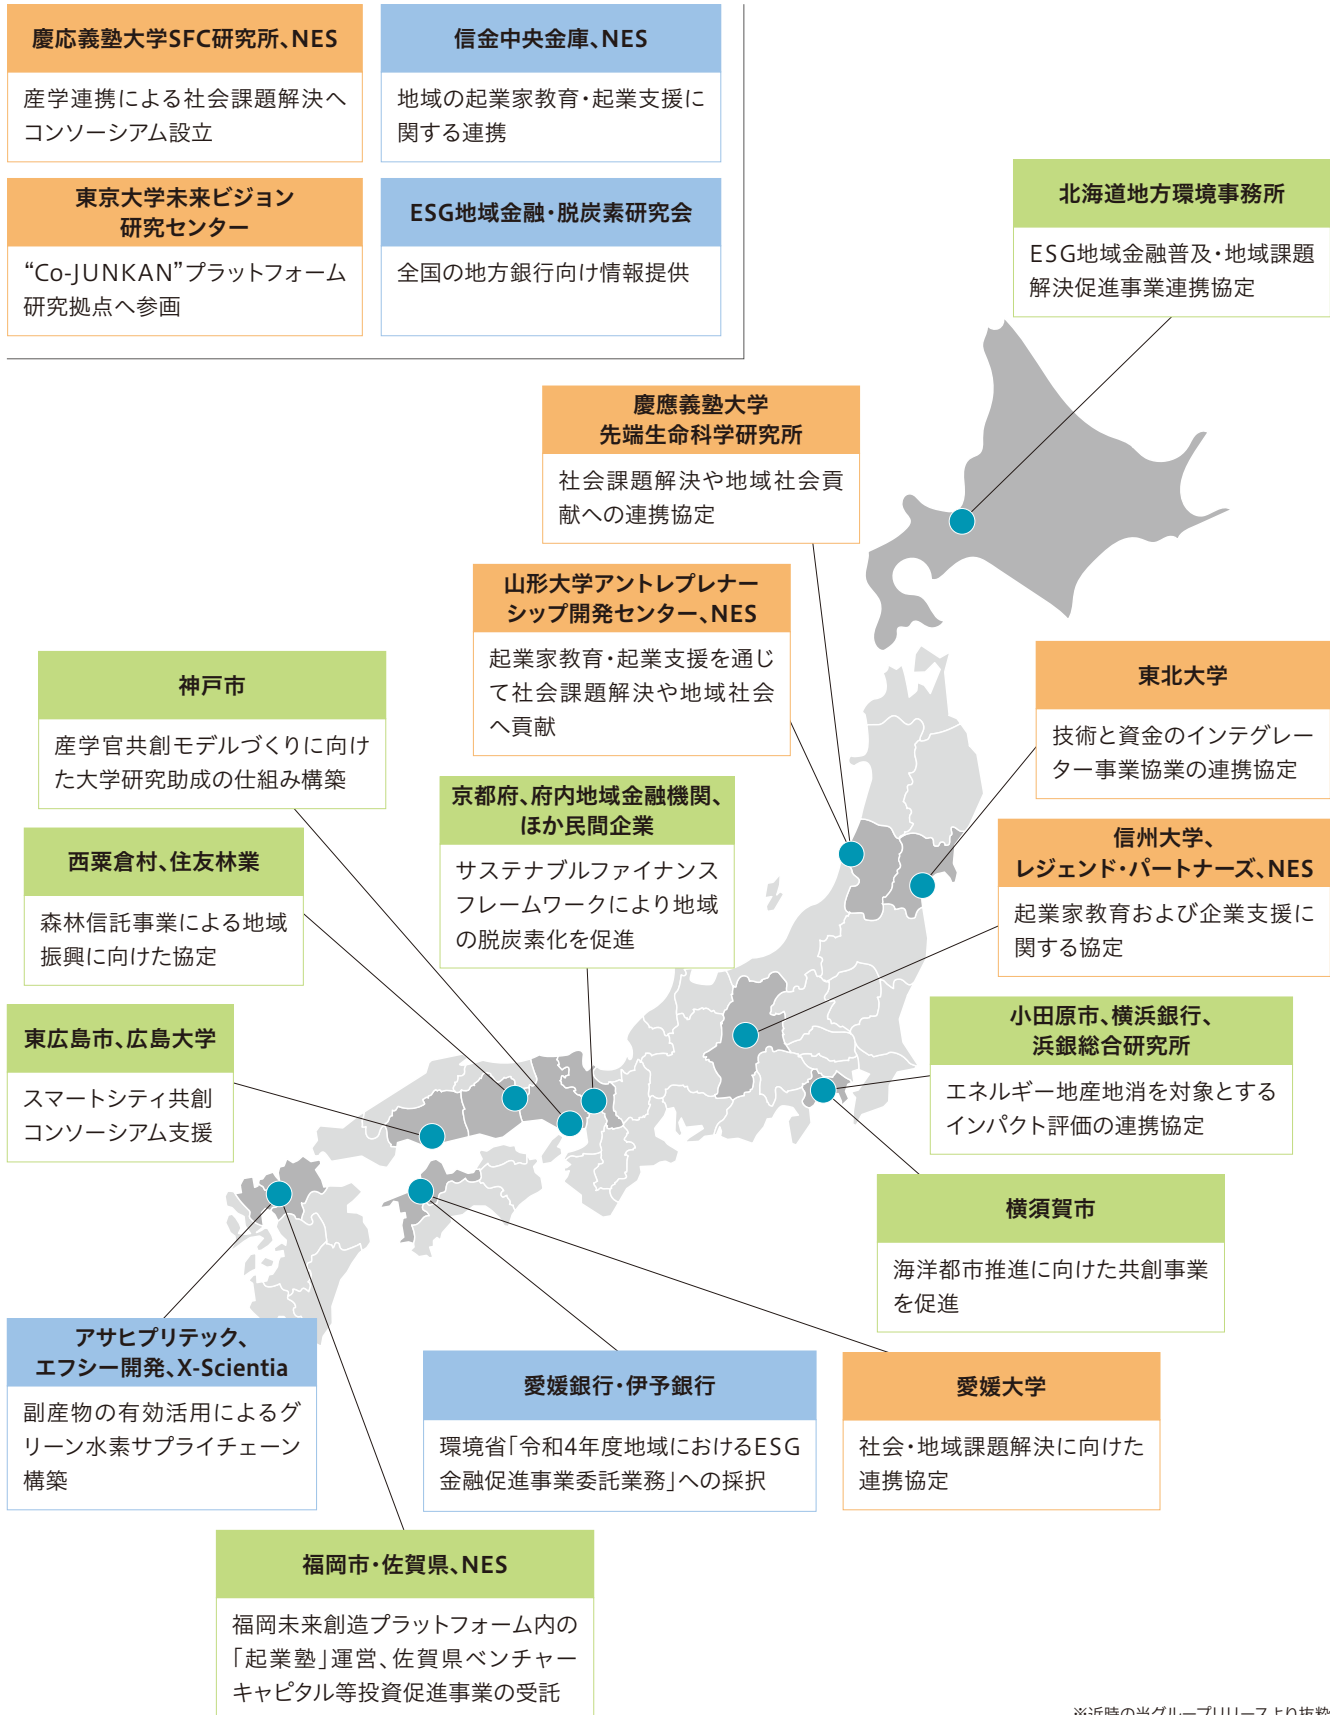 慶応義塾大学SFC研究所、NES
産学連携による社会課題解決へ
コンソーシアム設立
信金中央金庫、NES
地域の起業家教育・起業支援に
関する連携
東京大学未来ビジョン
研究センター
“Co-JUNKAN”プラットフォーム
研究拠点へ参画
ESG地域金融・脱炭素研究会
全国の地方銀行向け情報提供
北海道地方環境事務所
ESG地域金融普及・地域課題
解決促進事業連携協定
慶應義塾大学
先端生命科学研究所
社会課題解決や地域社会貢
献への連携協定
山形大学アントレプレナー
シップ開発センター、NES
起業家教育・起業支援を通じ
て社会課題解決や地域社会
へ貢献
神戸市
産学官共創モデルづくりに向け
た大学研究助成の仕組み構築
東北大学
技術と資金のインテグレー
ター事業協業の連携協定
京都府、府内地域金融機関、
ほか民間企業
サステナブルファイナンス
フレームワークにより地域
の脱炭素化を促進
西粟倉村、住友林業
森林信託事業による地域
振興に向けた協定
信州大学、
レジェンド・パートナーズ、NES
起業家教育および企業支援に
関する協定
東広島市、広島大学
スマートシティ共創
コンソーシアム支援
小田原市、横浜銀行、
浜銀総合研究所
エネルギー地産地消を対象とする
インパクト評価の連携協定
横須賀市
海洋都市推進に向けた共創事業
を促進
アサヒプリテック、
エフシー開発、X-Scientia
副産物の有効活用によるグ
リーン水素サプライチェーン
構築
愛媛銀行・伊予銀行
環境省「令和4年度地域におけるESG
金融促進事業委託業務」への採択
愛媛大学
社会・地域課題解決に向けた
連携協定
福岡市・佐賀県、NES
福岡未来創造プラットフォーム内の
「起業塾」運営、佐賀県ベンチャー
キャピタル等投資促進事業の受託
※近時の当グループリリースより抜粋